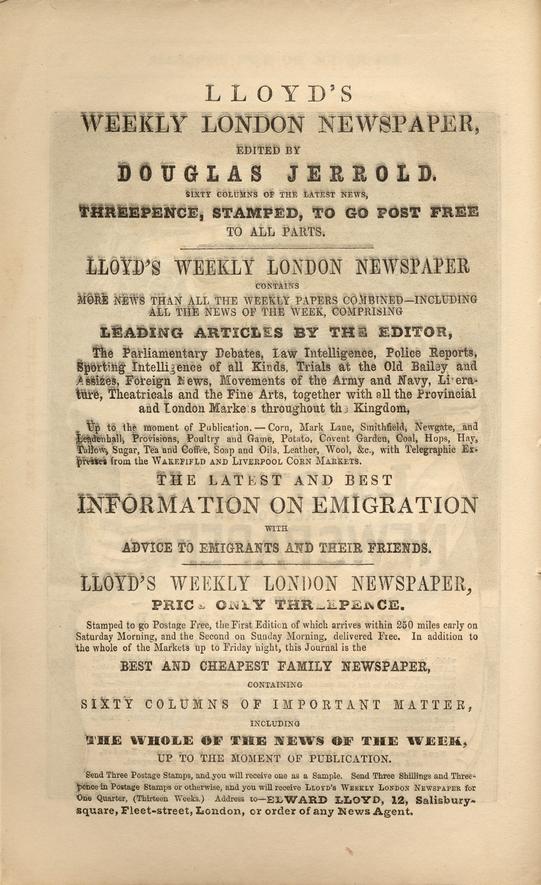 LLOYD'S
WEEKLY LONDON NEWSPAPER,
EDITED BY
DOUGLAS JERROLD.
SIXTY COLUMNS OF THE LATEST NEWS,
THREEPENCE, STAMPED, TO GO POST FREE
TO ALL PARTS.
LLOYD'S WEEKLY LONDON NEWSPAPER
CONTAINS
MORE NEWS THAN ALL THE WEEKLY PAPERS COMBINED—INCLUDING
ALL THE NEWS OF THE WEEK, COMPRISING
LEADING ARTICLES BY THE EDITOR,
The Parliamentary Debates, Law Intelligence, Police Reports,
Sporting Intelligence of all Kinds, Trials at the Old Bailey and
Assizes, Foreign News, Movements of the Army and Navy, Litera-
ture, Theatricals and the Fine Arts, together with all the Provincial
and London Markets throughout the Kingdom,
Up to the moment of Publication.—Corn, Mark Lane, Smithfield, Newgate, and
Leadenhall, Provisions, Poultry and Game, Potato, Covent Garden, Coal, Hops, Hay,
Tallow, Sugar, Tea and Coffee, Soap and Oils, Leather, Wool, &c., with Telegraphic Ex-
presses from the WAKEFIELD AND LIVERPOOL CORN MARKETS.
THE LATEST AND BEST
INFORMATION ON EMIGRATION
WITH
ADVICE TO EMIGRANTS AND THEIR FRIENDS.
LLOYD'S WEEKLY LONDON NEWSPAPER,
PRICE ONLY THREEPENCE.
Stamped to go Postage Free, the First Edition of which arrives within 250 miles early on
Saturday Morning, and the Second on Sunday Morning, delivered Free. In addition to
the whole of the Markets up to Friday night, this Journal is the
BEST AND CHEAPEST FAMILY NEWSPAPER,
CONTAINING
SIXTY COLUMNS OF IMPORTANT MATTER,
INCLUDING
THE WHOLE OF THE NEWS OF THE WEEK,
UP TO THE MOMENT OF PUBLICATION.
Send Three Postage Stamps, and you will receive one as a Sample. Send Three Shillings and Three-
pence in Postage Stamps or otherwise, and you will receive LLOYD'S WEEKLY LONDON NEWSPAPER for
One Quarter, (Thirteen Weeks.) Address to—EDWARD LLOYD, 12, Salisbury-
square, Fleet-street, London, or order of any News Agent.